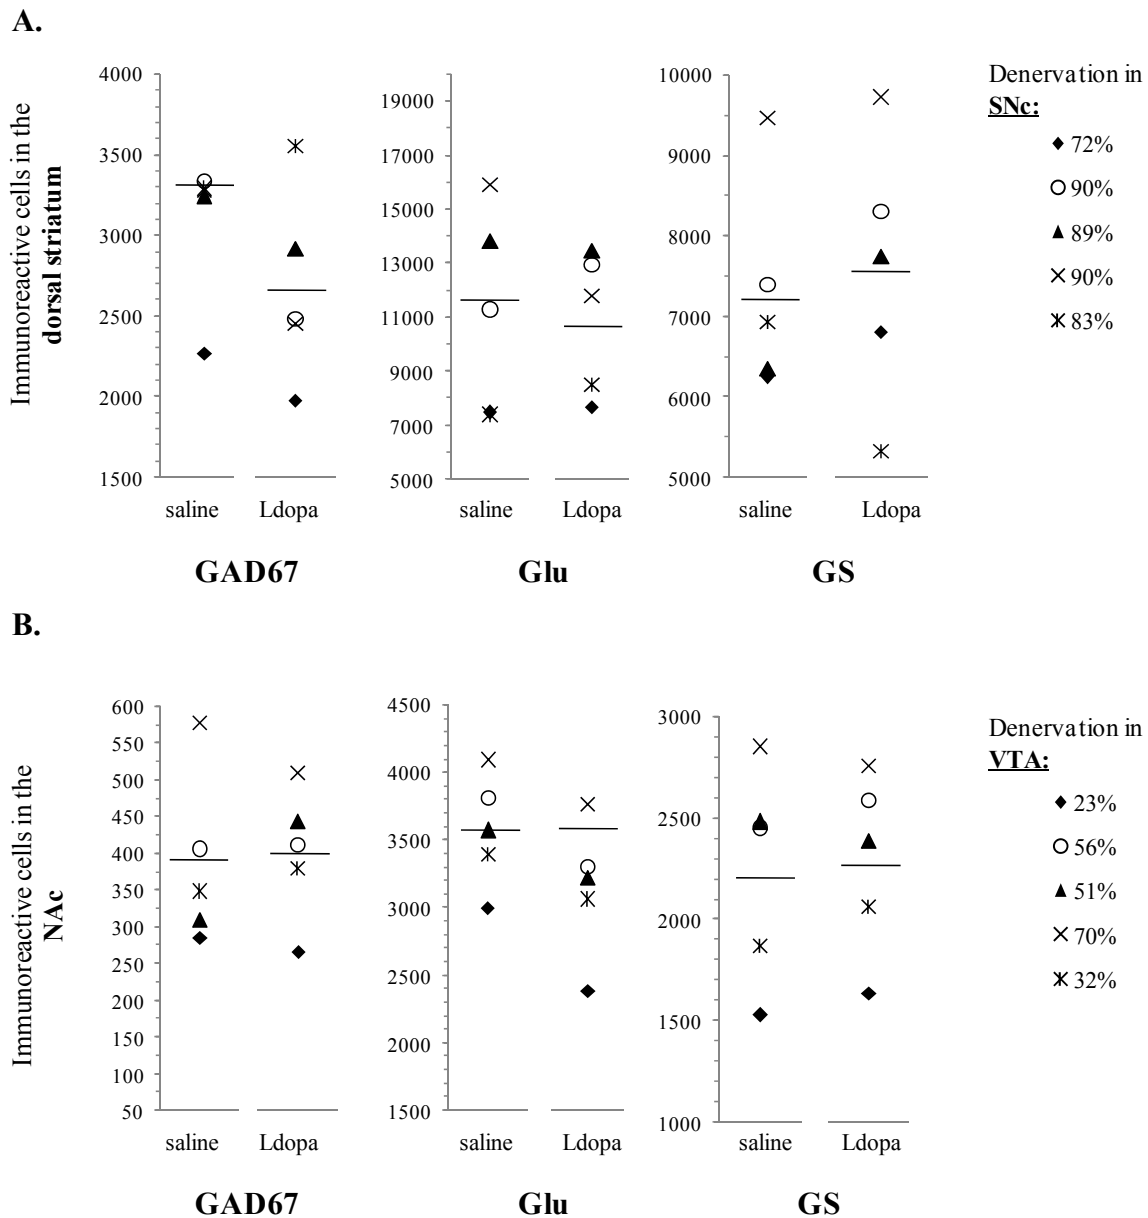 A.
Immunoreactive cells in the
dorsal striatum
4000
3500
3000
2500
2000
1500
saline Ldopa
GAD67
19000
17000
15000
13000
11000
9000
7000
5000
saline Ldopa
Glu
10000
9000
8000
7000
6000
5000
saline Ldopa
GS
Denervation in
SNc:
72%
90%
89%
90%
83%
B.
Immunoreactive cells in the
NAc
600
550
500
450
400
350
300
250
200
150
100
50
saline Ldopa
GAD67
4500
4000
3500
3000
2500
2000
1500
saline Ldopa
Glu
3000
2500
2000
1500
1000
saline Ldopa
GS
Denervation in
VTA:
23%
56%
51%
70%
32%